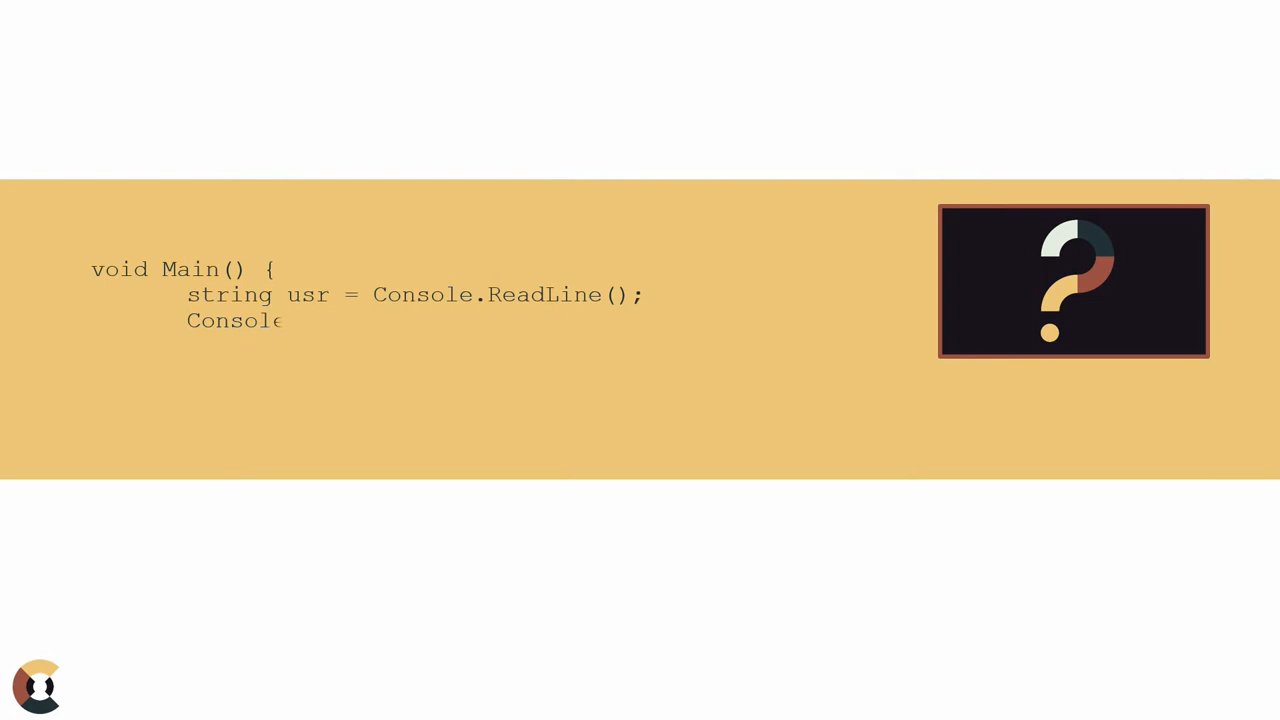 void Main() {
string usr = Console.ReadLine();
Console